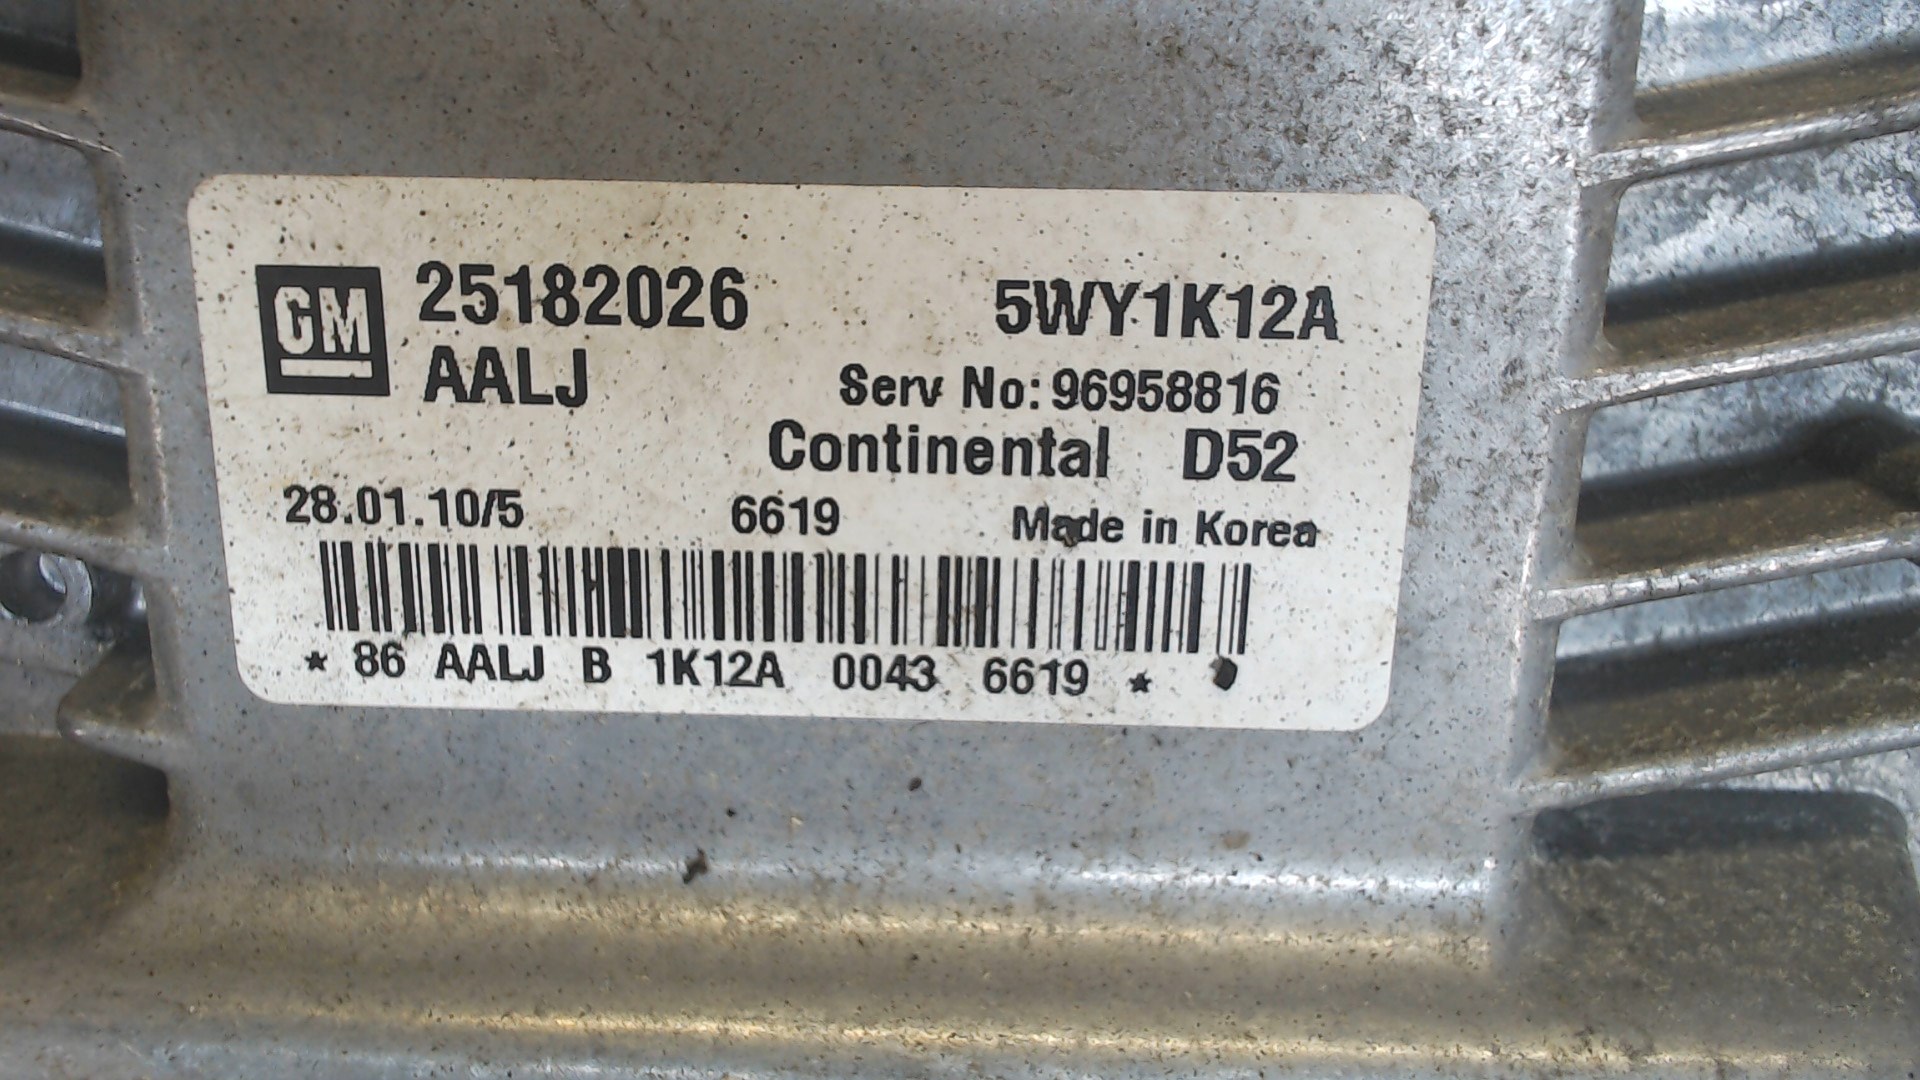 GM 25182026 5WY1K12A
AALJ Serv No: 96958816
Continental D52
28.01.10/5 6619 Made in Korea
* 86 AALJ B 1K12A 0043 6619 *